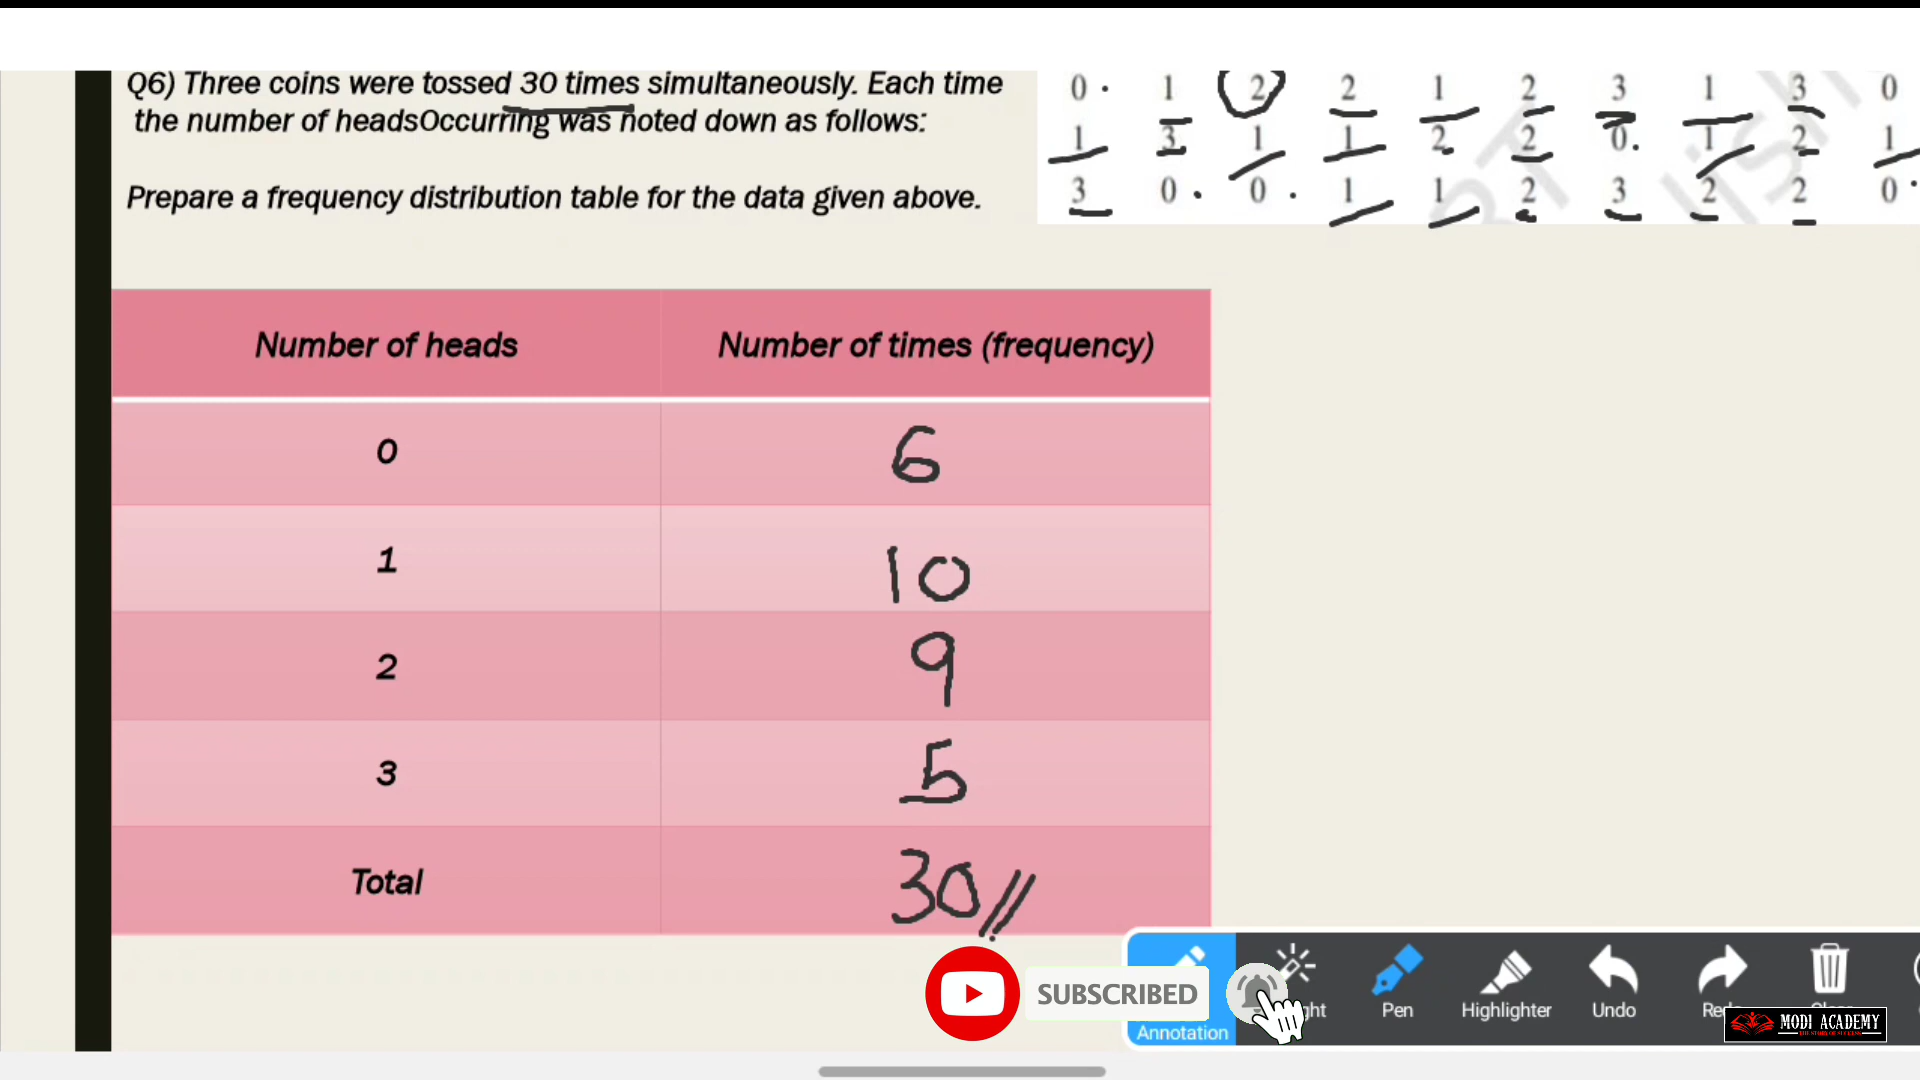 Q6) Three coins were tossed 30 times simultaneously. Each time
the number of headsOccurring was noted down as follows:
Prepare a frequency distribution table for the data given above.
0 1 2 2 1 2 3 1 3 0
1 3 1 1 2 2 0 1 2 1
3 0 0 1 1 2 3 2 2 0
Number of heads Number of times (frequency)
0 6
1 10
2 9
3 5
Total 30
SUBSCRIBED
Annotation
Pen
Highlighter
Undo
MODI ACADEMY